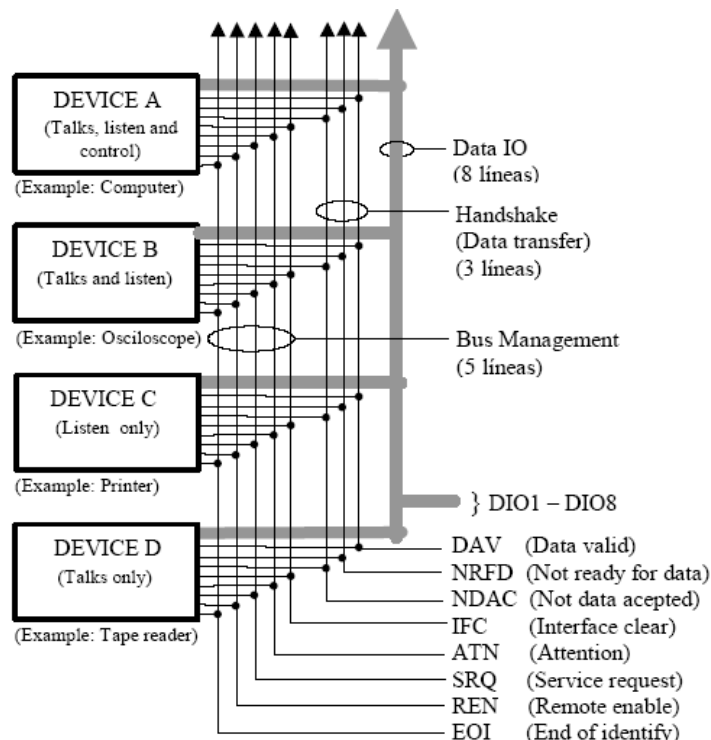 DEVICE A
(Talks, listen and
control)
(Example: Computer)
Data IO
(8 líneas)
Handshake
(Data transfer)
(3 líneas)
DEVICE B
(Talks and listen)
(Example: Osciloscope)
Bus Management
(5 líneas)
DEVICE C
(Listen only)
(Example: Printer)
} DIO1 – DIO8
DEVICE D
(Talks only)
(Example: Tape reader)
DAV (Data valid)
NRFD (Not ready for data)
NDAC (Not data acepted)
IFC (Interface clear)
ATN (Attention)
SRQ (Service request)
REN (Remote enable)
EOI (End of identify)